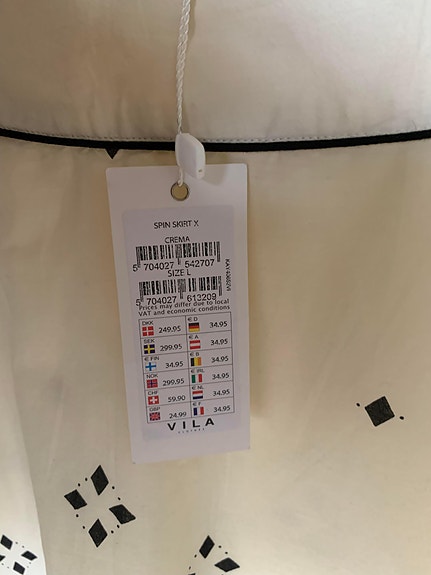 SPIN SKIRT X
CREMA
5 704027 542707
SIZE L
5 704027 613209
Prices may differ due to local
VAT and economic conditions
DKK 249.95 € D 34.95
SEK 299.95 € A 34.95
€ FIN 34.95 € B 34.95
NOK 299.95 € IRL 34.95
CHF 59.90 € NL 34.95
GBP 24.99 € F 34.95
VILA
CLOTHES